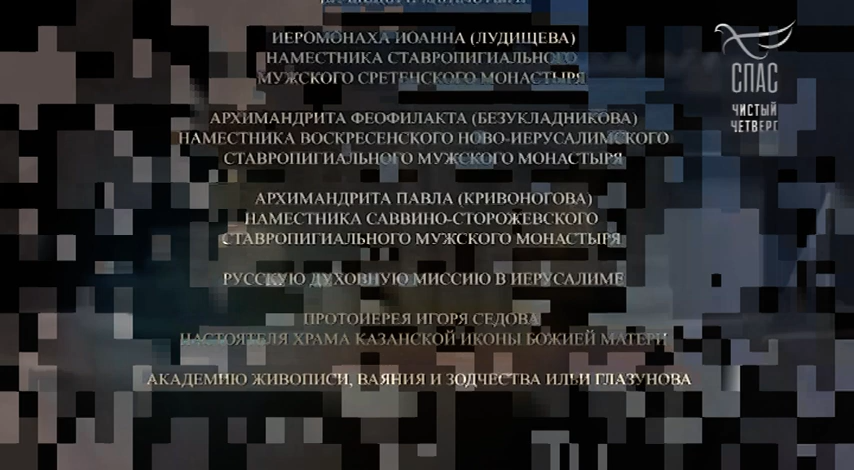 ИЕРОМОНАХА ИОАННА (ЛУДИЩЕВА)
НАМЕСТНИКА СТАВРОПИГИАЛЬНОГО
МУЖСКОГО СРЕТЕНСКОГО МОНАСТЫРЯ
АРХИМАНДРИТА ФЕОФИЛАКТА (БЕЗУКЛАДНИКОВА)
НАМЕСТНИКА ВОСКРЕСЕНСКОГО НОВО-ИЕРУСАЛИМСКОГО
СТАВРОПИГИАЛЬНОГО МУЖСКОГО МОНАСТЫРЯ
АРХИМАНДРИТА ПАВЛА (КРИВОНОГОВА)
НАМЕСТНИКА САВВИНО-СТОРОЖЕВСКОГО
СТАВРОПИГИАЛЬНОГО МУЖСКОГО МОНАСТЫРЯ
РУССКУЮ ДУХОВНУЮ МИССИЮ В ИЕРУСАЛИМЕ
ПРОТОИЕРЕЯ ИГОРЯ СЕДОВА
НАСТОЯТЕЛЯ ХРАМА КАЗАНСКОЙ ИКОНЫ БОЖИЕЙ МАТЕРИ
АКАДЕМИЮ ЖИВОПИСИ, ВАЯНИЯ И ЗОДЧЕСТВА ИЛЬИ ГЛАЗУНОВА
СПАС
ЧИСТЫЙ
ЧЕТВЕРГ